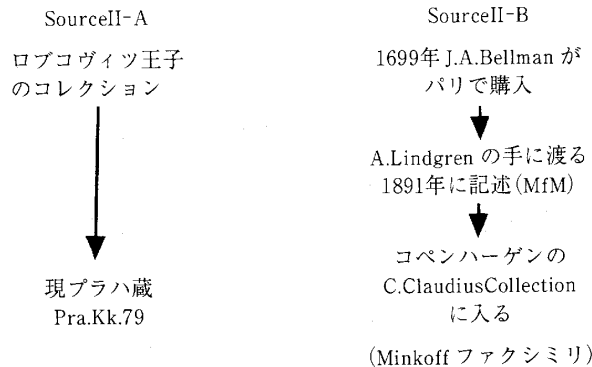 SourceII-A
ロブコヴィツ王子
のコレクション
現プラハ蔵
Pra.Kk.79
SourceII-B
1699年 J.A.Bellman が
パリで購入
A.Lindgren の手に渡る
1891年に記述(MfM)
コペンハーゲンの
C.ClaudiusCollection
に入る
(Minkoff ファクシミリ)